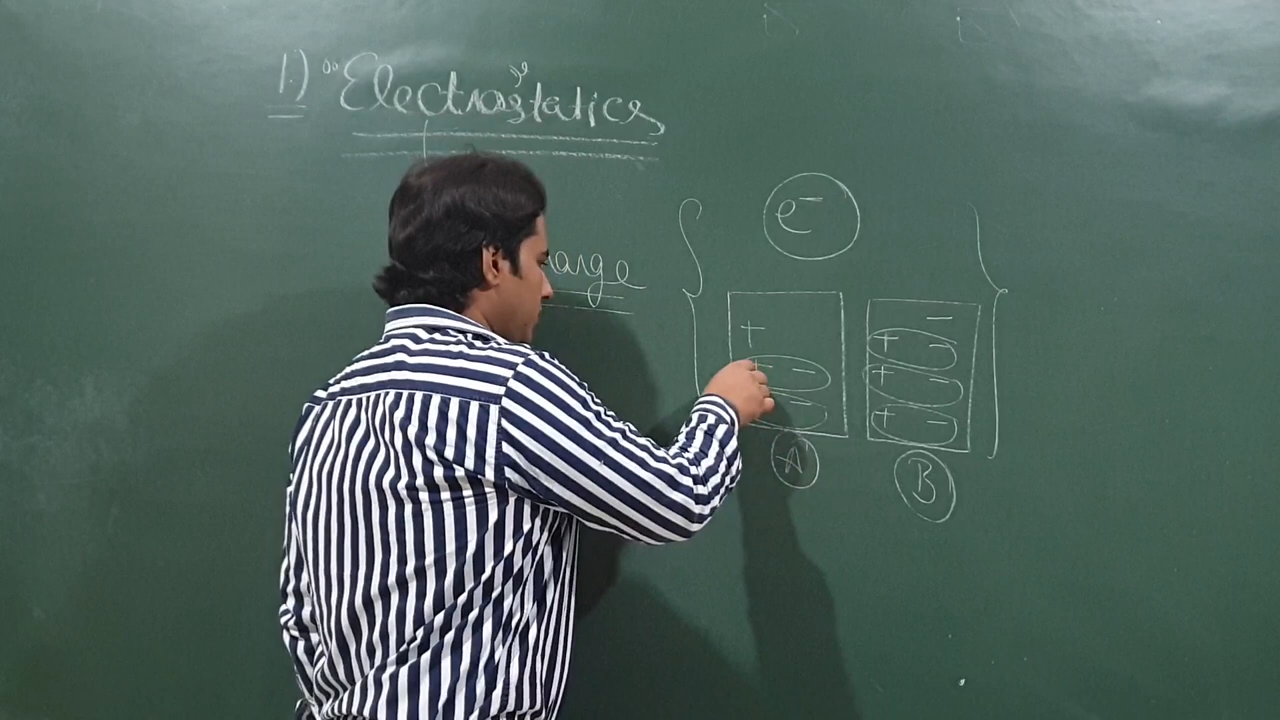 1.) "Electrostatics"
e⁻
arge
+ −
− + −
− + −
+ −
A B